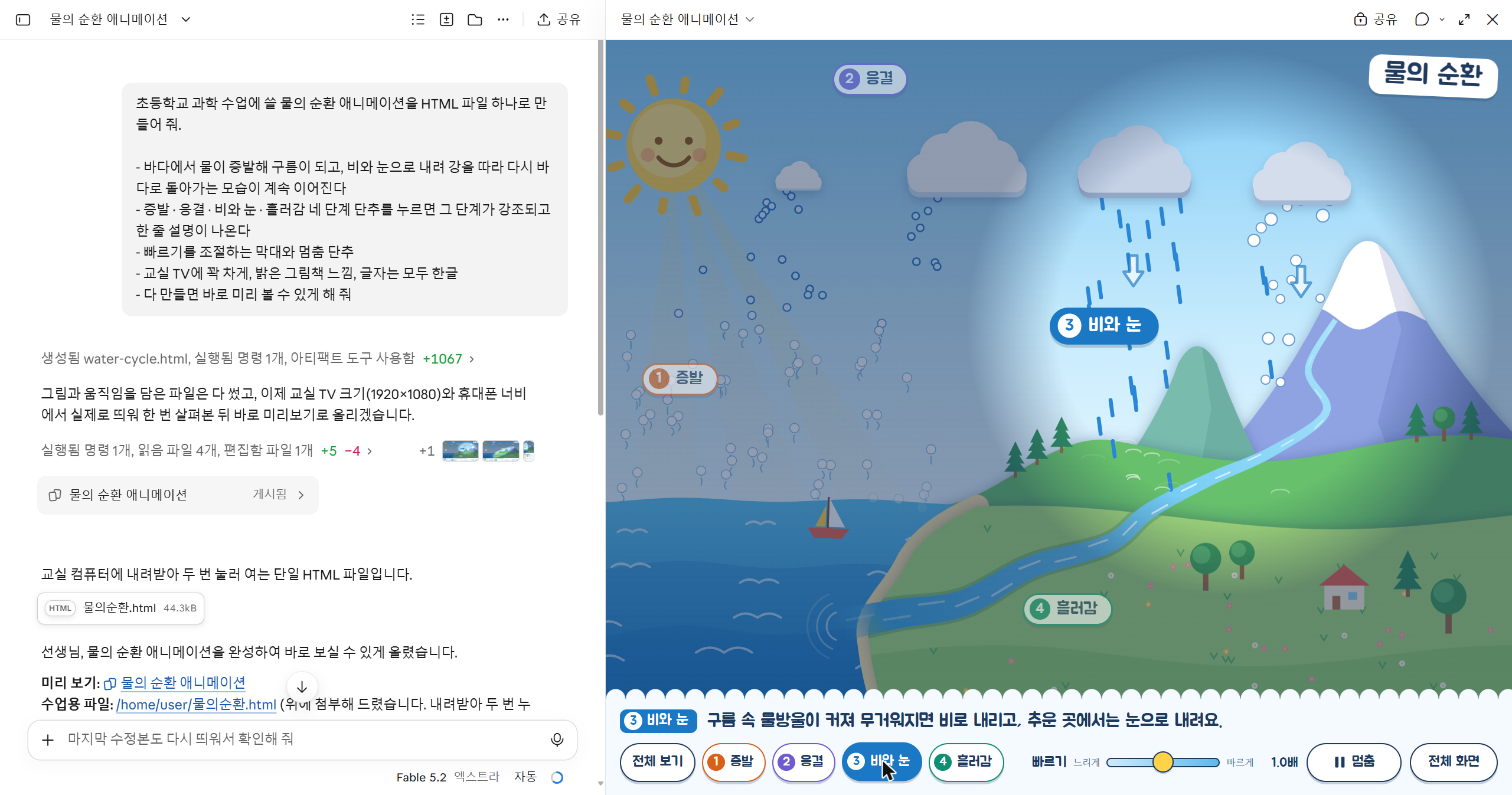 물의 순환 애니메이션
공유
초등학교 과학 수업에 쓸 물의 순환 애니메이션을 HTML 파일 하나로 만
들어 줘.
- 바다에서 물이 증발해 구름이 되고, 비와 눈으로 내려 강을 따라 다시 바
다로 돌아가는 모습이 계속 이어진다
- 증발 · 응결 · 비와 눈 · 흘러감 네 단계 단추를 누르면 그 단계가 강조되고
한 줄 설명이 나온다
- 빠르기를 조절하는 막대와 멈춤 단추
- 교실 TV에 꽉 차게, 밝은 그림책 느낌, 글자는 모두 한글
- 다 만들면 바로 미리 볼 수 있게 해 줘
생성됨 water-cycle.html, 실행됨 명령 1개, 아티팩트 도구 사용함 +1067
그림과 움직임을 담은 파일은 다 썼고, 이제 교실 TV 크기(1920×1080)와 휴대폰 너비
에서 실제로 띄워 한 번 살펴본 뒤 바로 미리보기로 올리겠습니다.
실행됨 명령 1개, 읽음 파일 4개, 편집함 파일 1개 +5 −4 +1
물의 순환 애니메이션 게시됨
교실 컴퓨터에 내려받아 두 번 눌러 여는 단일 HTML 파일입니다.
HTML 물의순환.html 44.3kB
선생님, 물의 순환 애니메이션을 완성하여 바로 보실 수 있게 올렸습니다.
미리 보기: 물의 순환 애니메이션
수업용 파일: /home/user/물의순환.html (위에 첨부해 드렸습니다. 내려받아 두 번 누
마지막 수정본도 다시 띄워서 확인해 줘
Fable 5.2 엑스트라 자동
물의 순환 애니메이션
공유
물의 순환
2 응결
3 비와 눈
1 증발
4 흘러감
3 비와 눈 구름 속 물방울이 커져 무거워지면 비로 내리고, 추운 곳에서는 눈으로 내려요.
전체 보기 1 증발 2 응결 3 비와 눈 4 흘러감 빠르기 느리게 빠르게 1.0배 멈춤 전체 화면